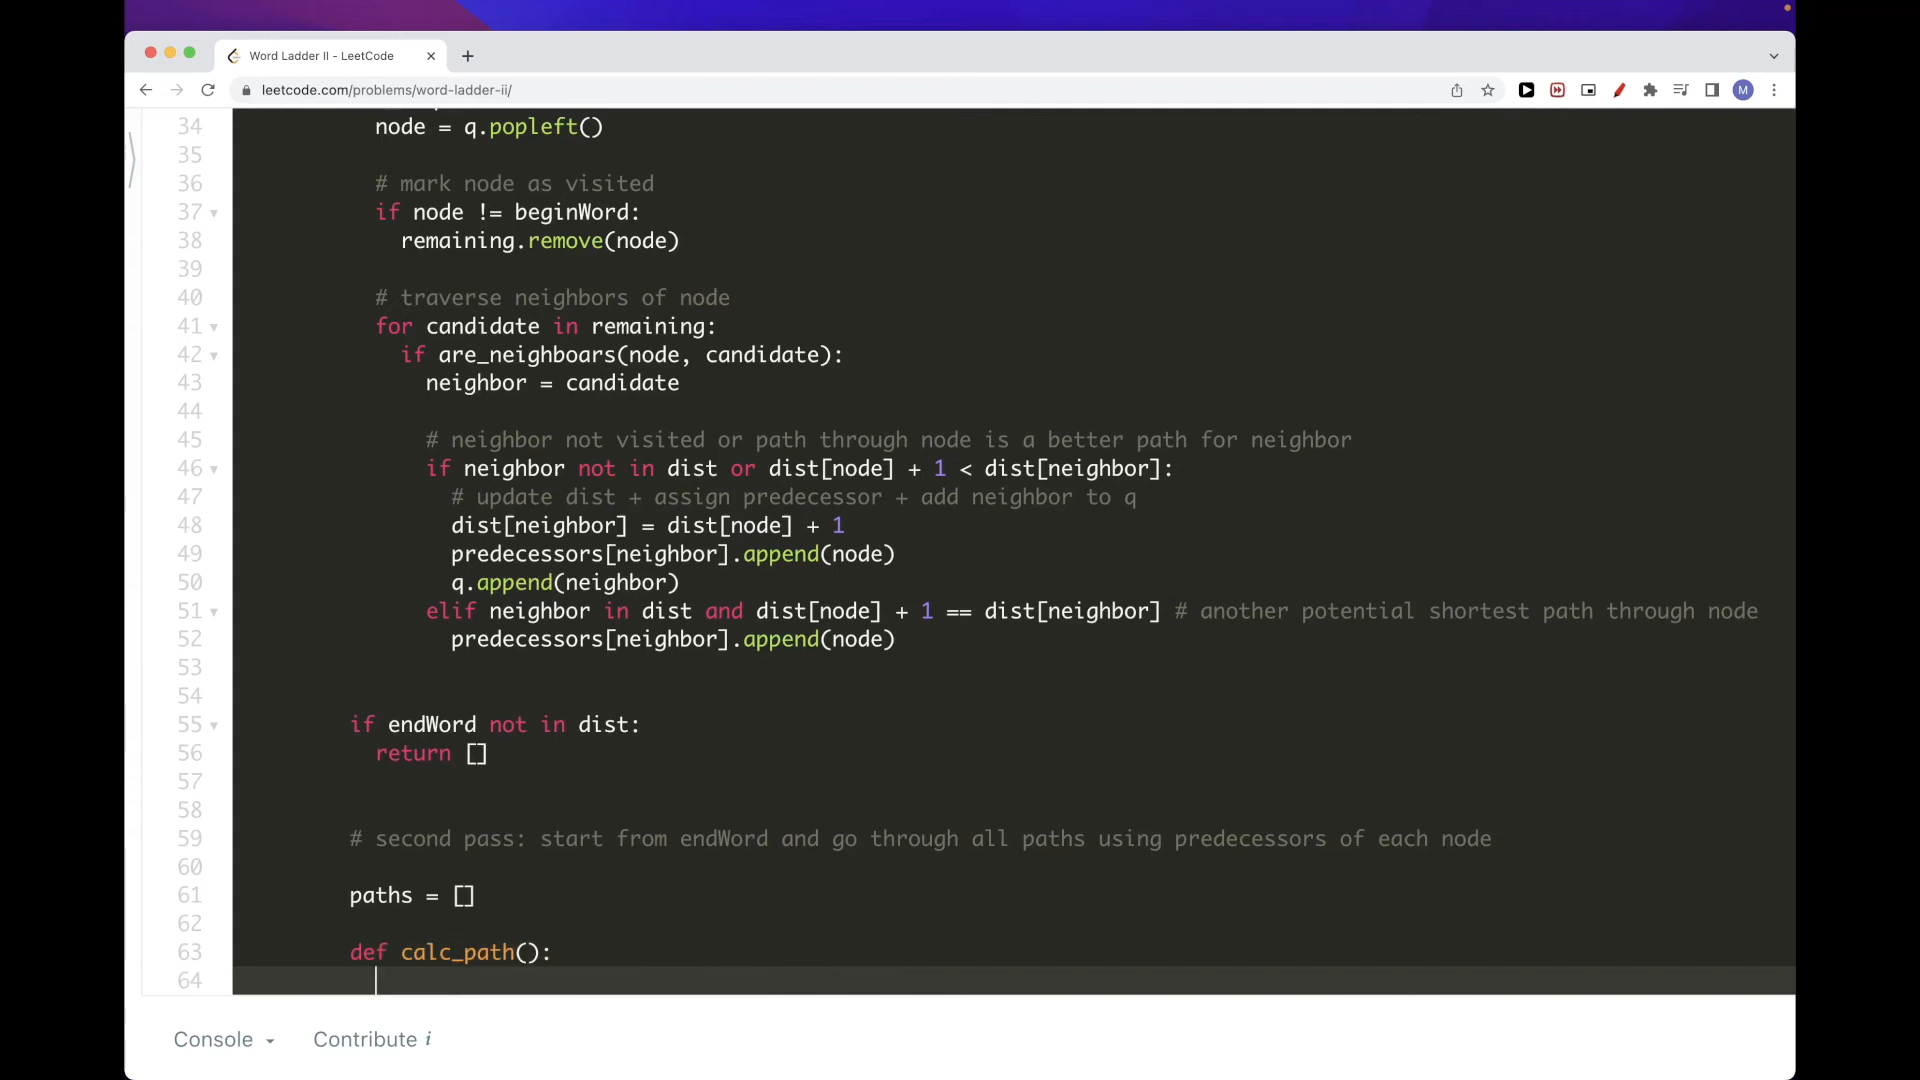 Word Ladder II - LeetCode
leetcode.com/problems/word-ladder-ii/
M
34 node = q.popleft()
35
36 # mark node as visited
37 if node != beginWord:
38 remaining.remove(node)
39
40 # traverse neighbors of node
41 for candidate in remaining:
42 if are_neighboars(node, candidate):
43 neighbor = candidate
44
45 # neighbor not visited or path through node is a better path for neighbor
46 if neighbor not in dist or dist[node] + 1 < dist[neighbor]:
47 # update dist + assign predecessor + add neighbor to q
48 dist[neighbor] = dist[node] + 1
49 predecessors[neighbor].append(node)
50 q.append(neighbor)
51 elif neighbor in dist and dist[node] + 1 == dist[neighbor] # another potential shortest path through node
52 predecessors[neighbor].append(node)
53
54
55 if endWord not in dist:
56 return []
57
58
59 # second pass: start from endWord and go through all paths using predecessors of each node
60
61 paths = []
62
63 def calc_path():
64
Console
Contribute i